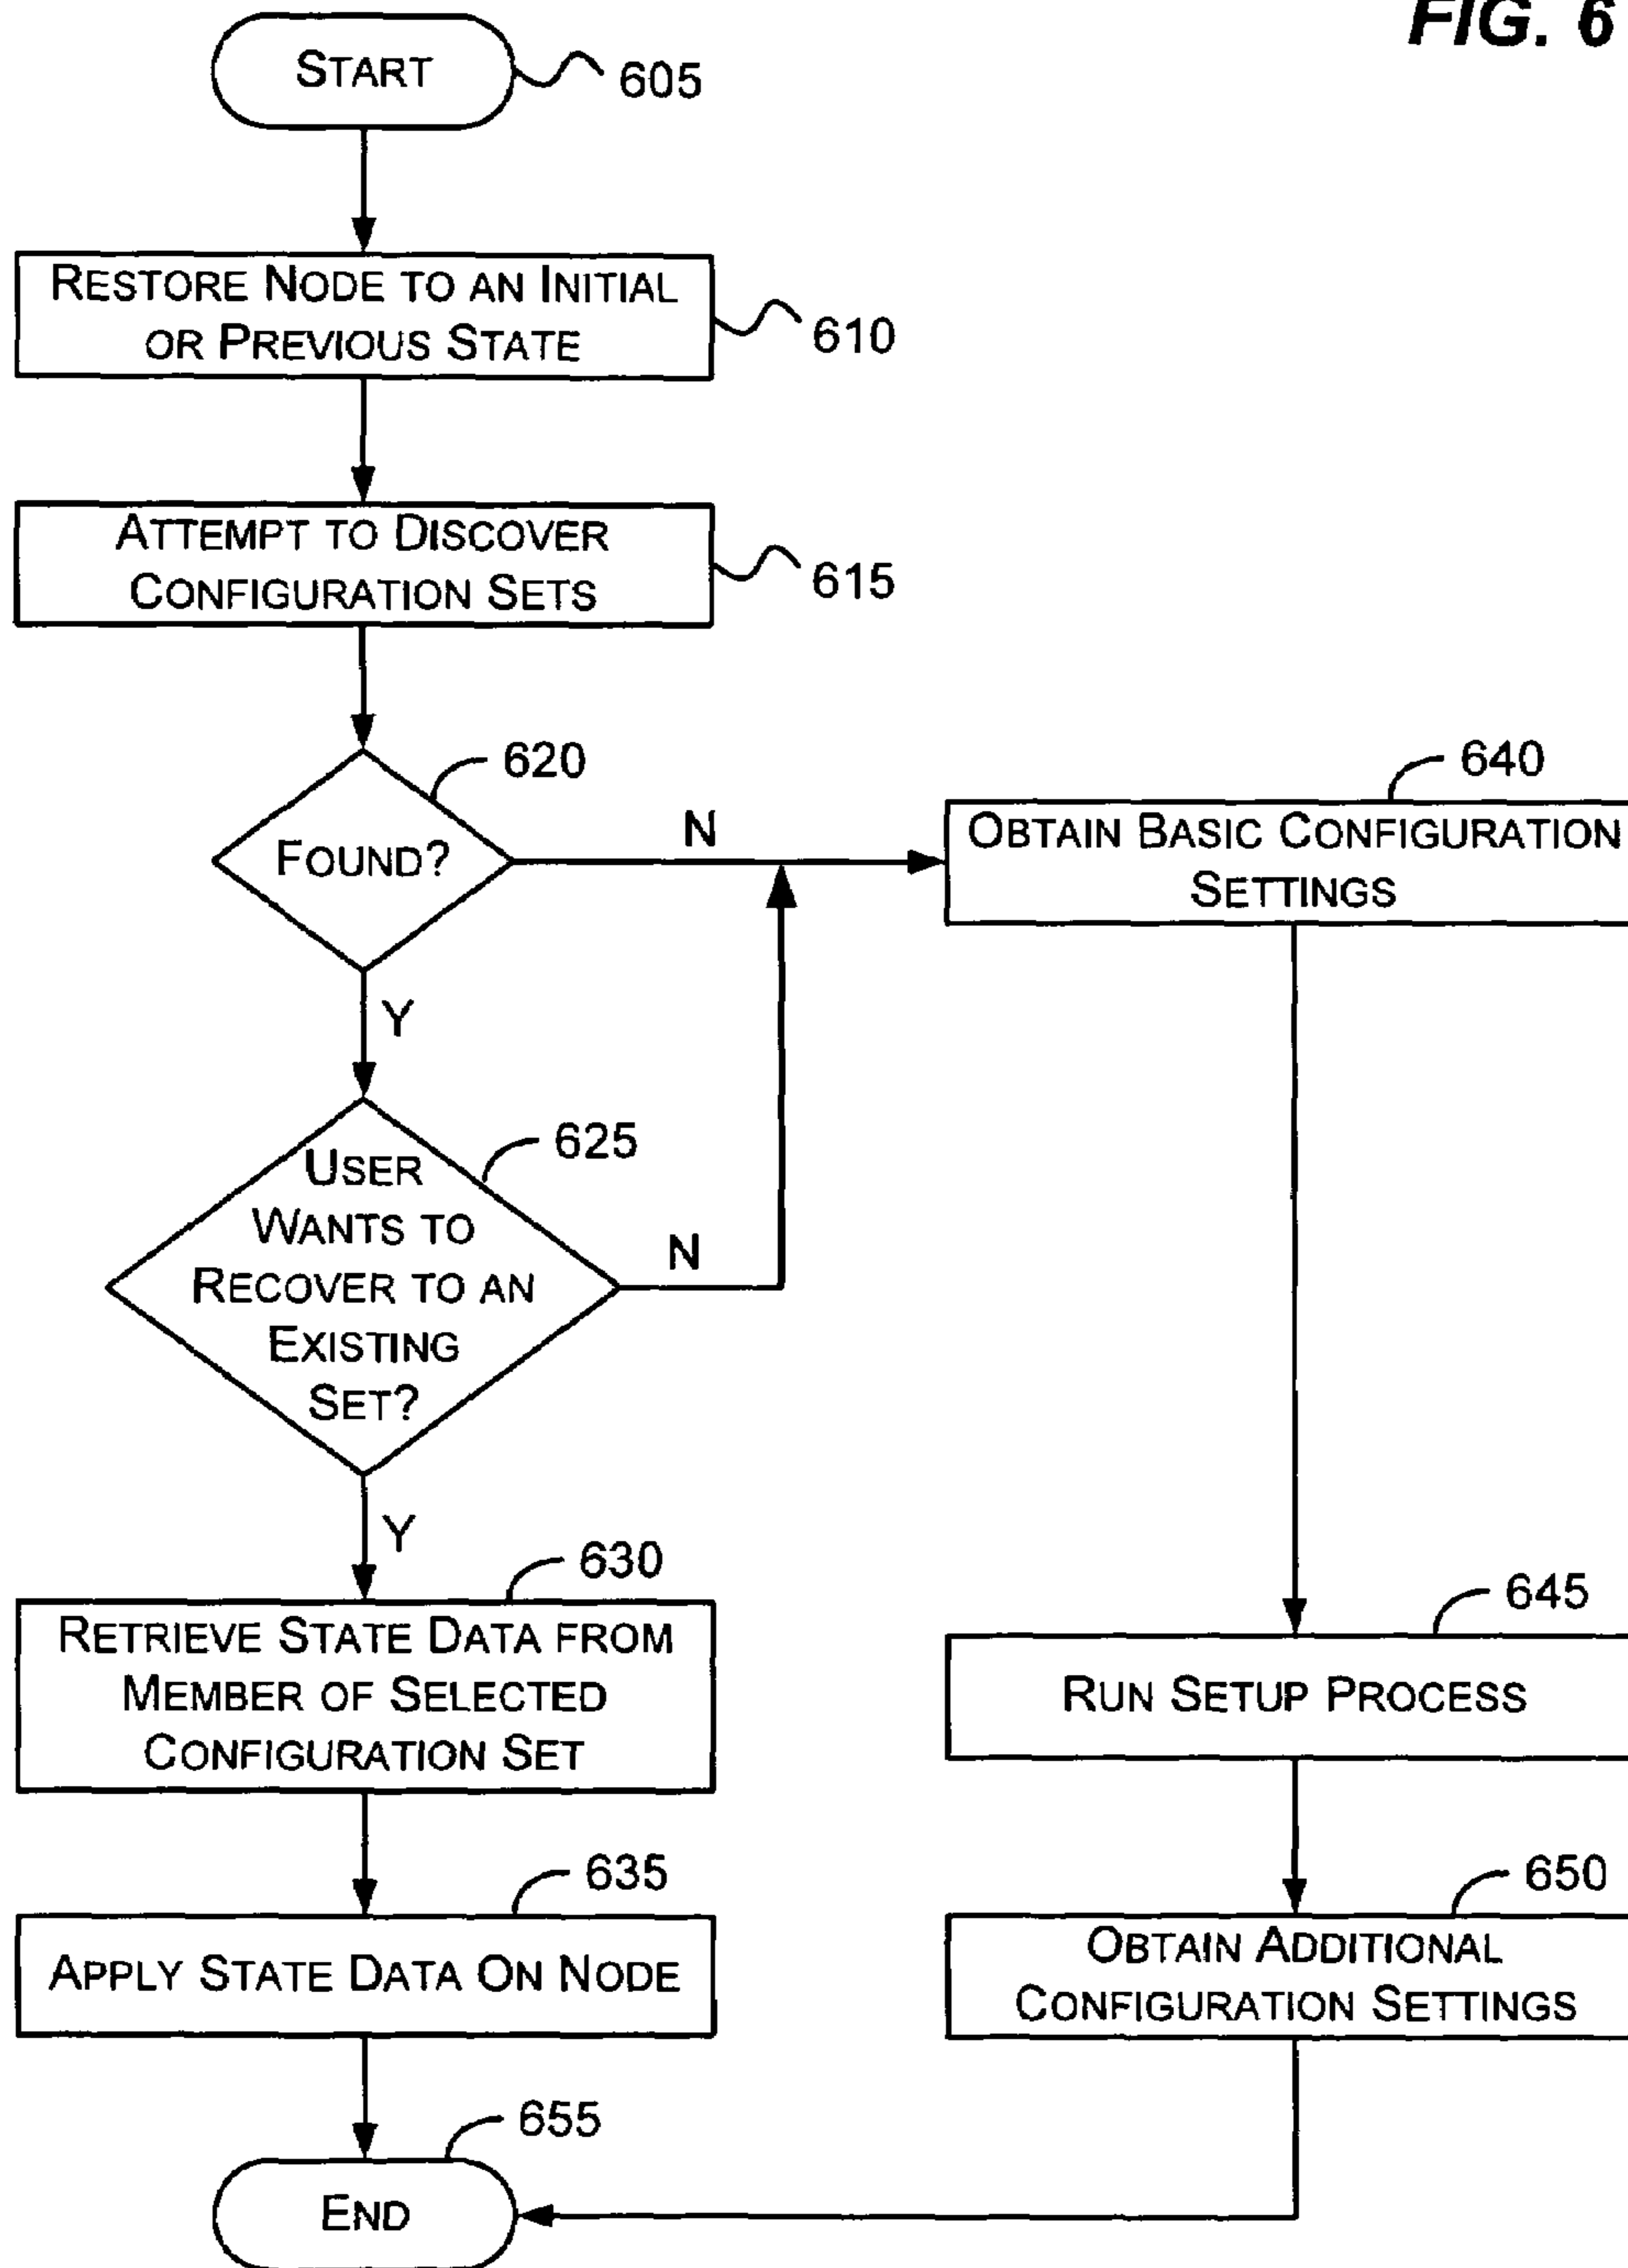 FIG. 6
START
605
RESTORE NODE TO AN INITIAL
OR PREVIOUS STATE
610
ATTEMPT TO DISCOVER
CONFIGURATION SETS
615
620
FOUND?
N
Y
640
OBTAIN BASIC CONFIGURATION
SETTINGS
625
USER
WANTS TO
RECOVER TO AN
EXISTING
SET?
N
Y
630
RETRIEVE STATE DATA FROM
MEMBER OF SELECTED
CONFIGURATION SET
645
RUN SETUP PROCESS
635
APPLY STATE DATA ON NODE
650
OBTAIN ADDITIONAL
CONFIGURATION SETTINGS
655
END